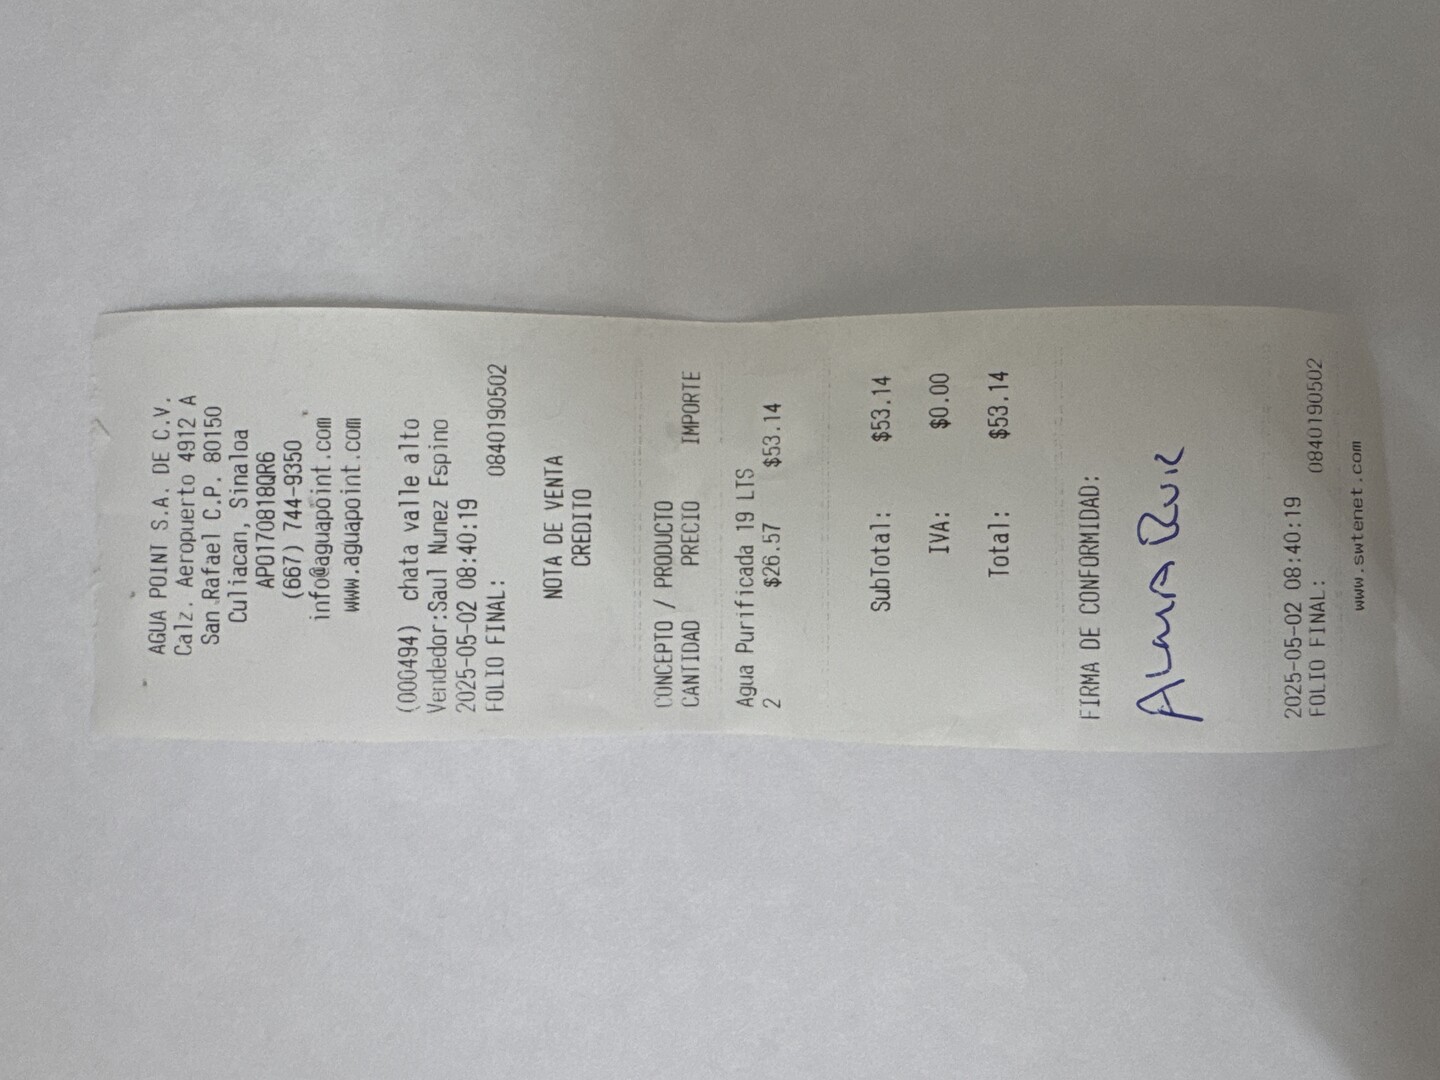 AGUA POINT S.A. DE C.V.
Calz. Aeropuerto 4912 A
San Rafael C.P. 80150
Culiacan, Sinaloa
APO170818QR6
(667) 744-9350
info@aguapoint.com
www.aguapoint.com
(000494) chata valle alto
Vendedor:Saul Nunez Espino
2025-05-02 08:40:19
FOLIO FINAL: 0840190502
NOTA DE VENTA
CREDITO
CONCEPTO / PRODUCTO
CANTIDAD PRECIO IMPORTE
Agua Purificada 19 LTS
2 $26.57 $53.14
SubTotal: $53.14
IVA: $0.00
Total: $53.14
FIRMA DE CONFORMIDAD:
ALMA RUIZ
2025-05-02 08:40:19
FOLIO FINAL: 0840190502
www.swtenet.com